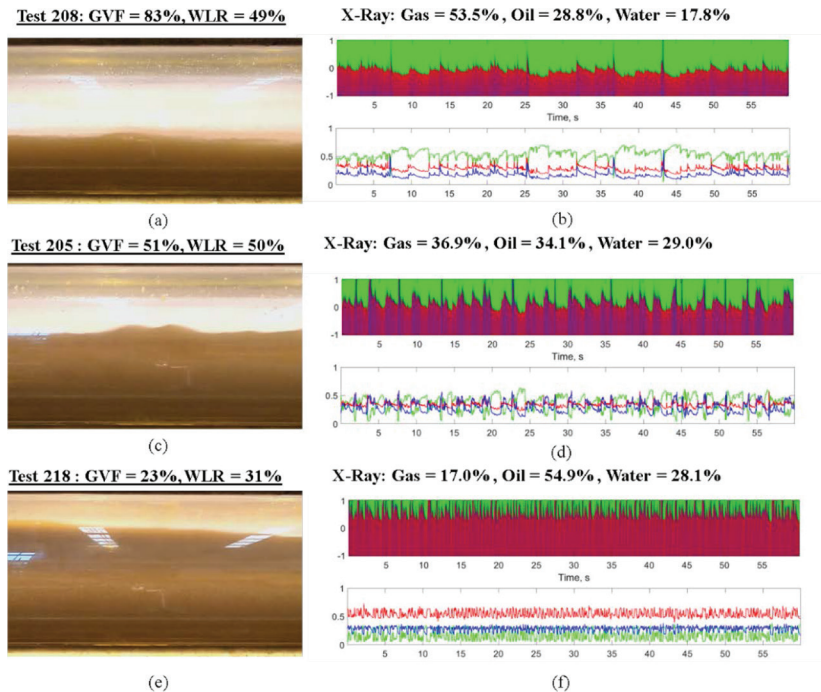 Test 208: GVF = 83%, WLR = 49%
X-Ray: Gas = 53.5%, Oil = 28.8%, Water = 17.8%
1
0
-1
5 10 15 20 25 30 35 40 45 50 55
Time, s
1
0.5
0
5 10 15 20 25 30 35 40 45 50 55
(a)
(b)
Test 205 : GVF = 51%, WLR = 50%
X-Ray: Gas = 36.9%, Oil = 34.1%, Water = 29.0%
1
0
-1
5 10 15 20 25 30 35 40 45 50 55
Time, s
1
0.5
0
5 10 15 20 25 30 35 40 45 50 55
(c)
(d)
Test 218 : GVF = 23%, WLR = 31%
X-Ray: Gas = 17.0%, Oil = 54.9%, Water = 28.1%
1
0
-1
5 10 15 20 25 30 35 40 45 50 55
Time, s
1
0.5
0
5 10 15 20 25 30 35 40 45 50 55
(e)
(f)